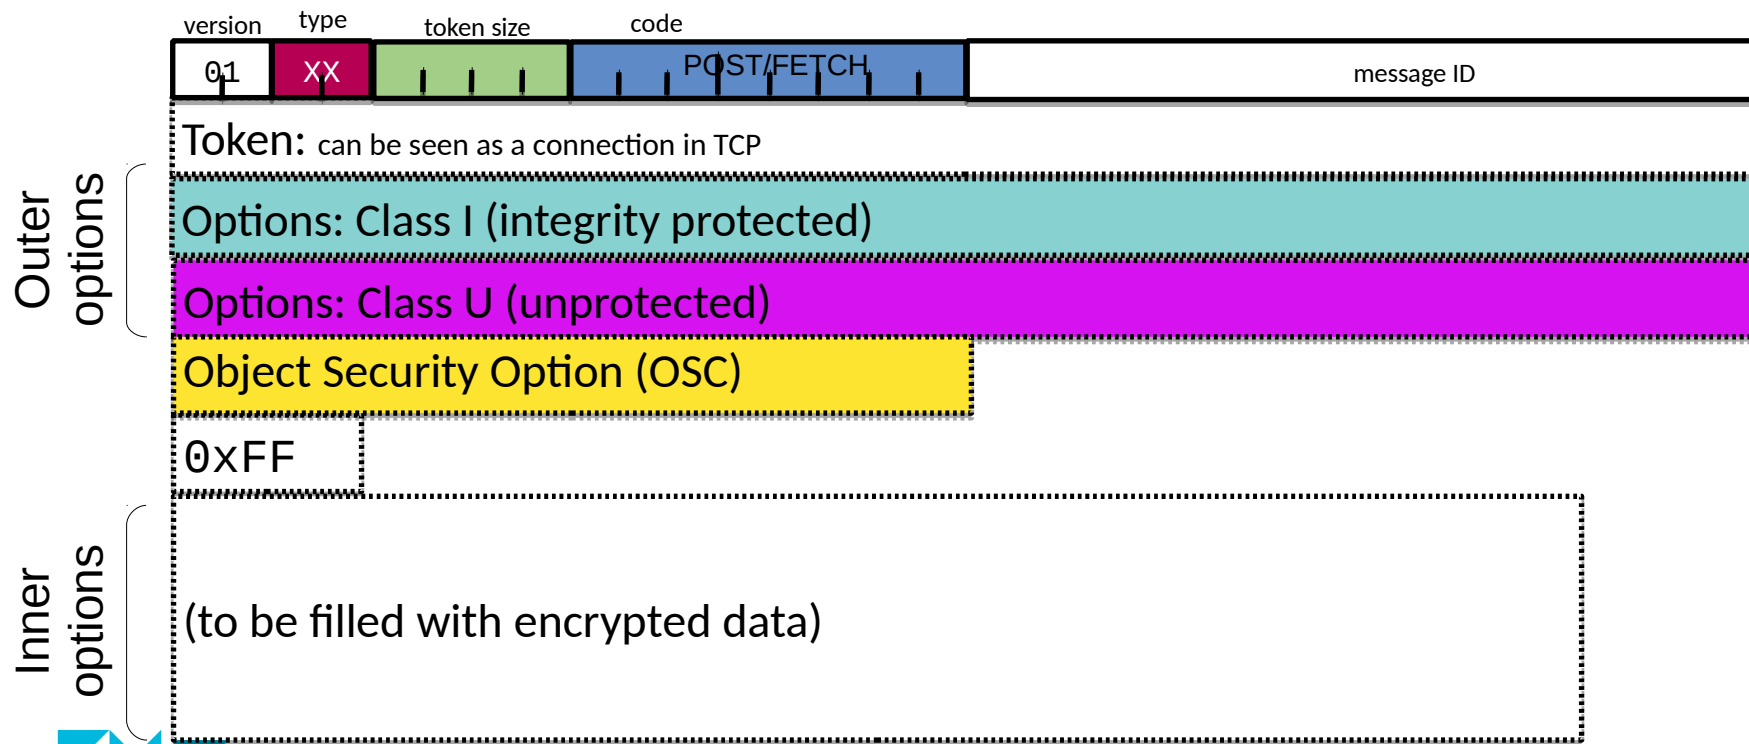 version type token size code
01 XX POST/FETCH message ID
Token: can be seen as a connection in TCP
Outer
options
Options: Class I (integrity protected)
Options: Class U (unprotected)
Object Security Option (OSC)
0xFF
Inner
options
(to be filled with encrypted data)